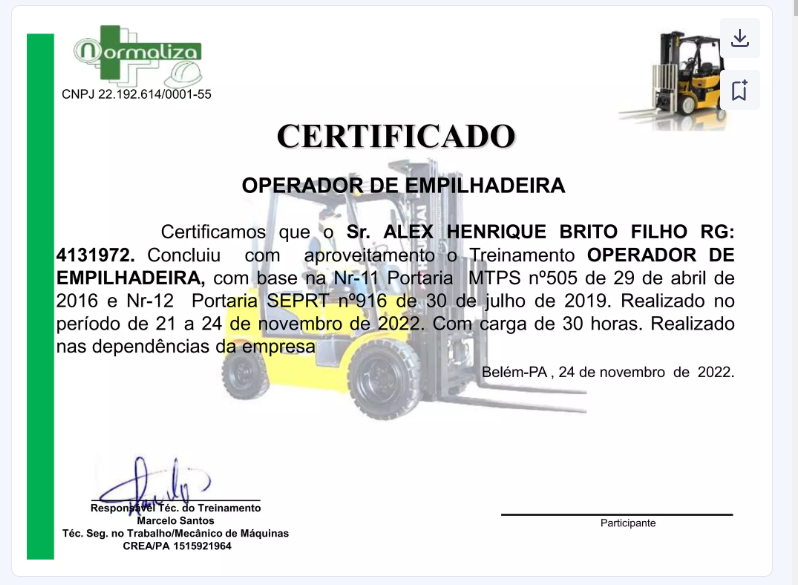 Normaliza
CNPJ 22.192.614/0001-55
CERTIFICADO
OPERADOR DE EMPILHADEIRA
Certificamos que o Sr. ALEX HENRIQUE BRITO FILHO RG:
4131972. Concluiu com aproveitamento o Treinamento OPERADOR DE
EMPILHADEIRA, com base na Nr-11 Portaria MTPS nº505 de 29 de abril de
2016 e Nr-12 Portaria SEPRT nº916 de 30 de julho de 2019. Realizado no
período de 21 a 24 de novembro de 2022. Com carga de 30 horas. Realizado
nas dependências da empresa
Belém-PA , 24 de novembro de 2022.
Responsável Téc. do Treinamento
Marcelo Santos
Téc. Seg. no Trabalho/Mecânico de Máquinas
CREA/PA 1515921964
Participante